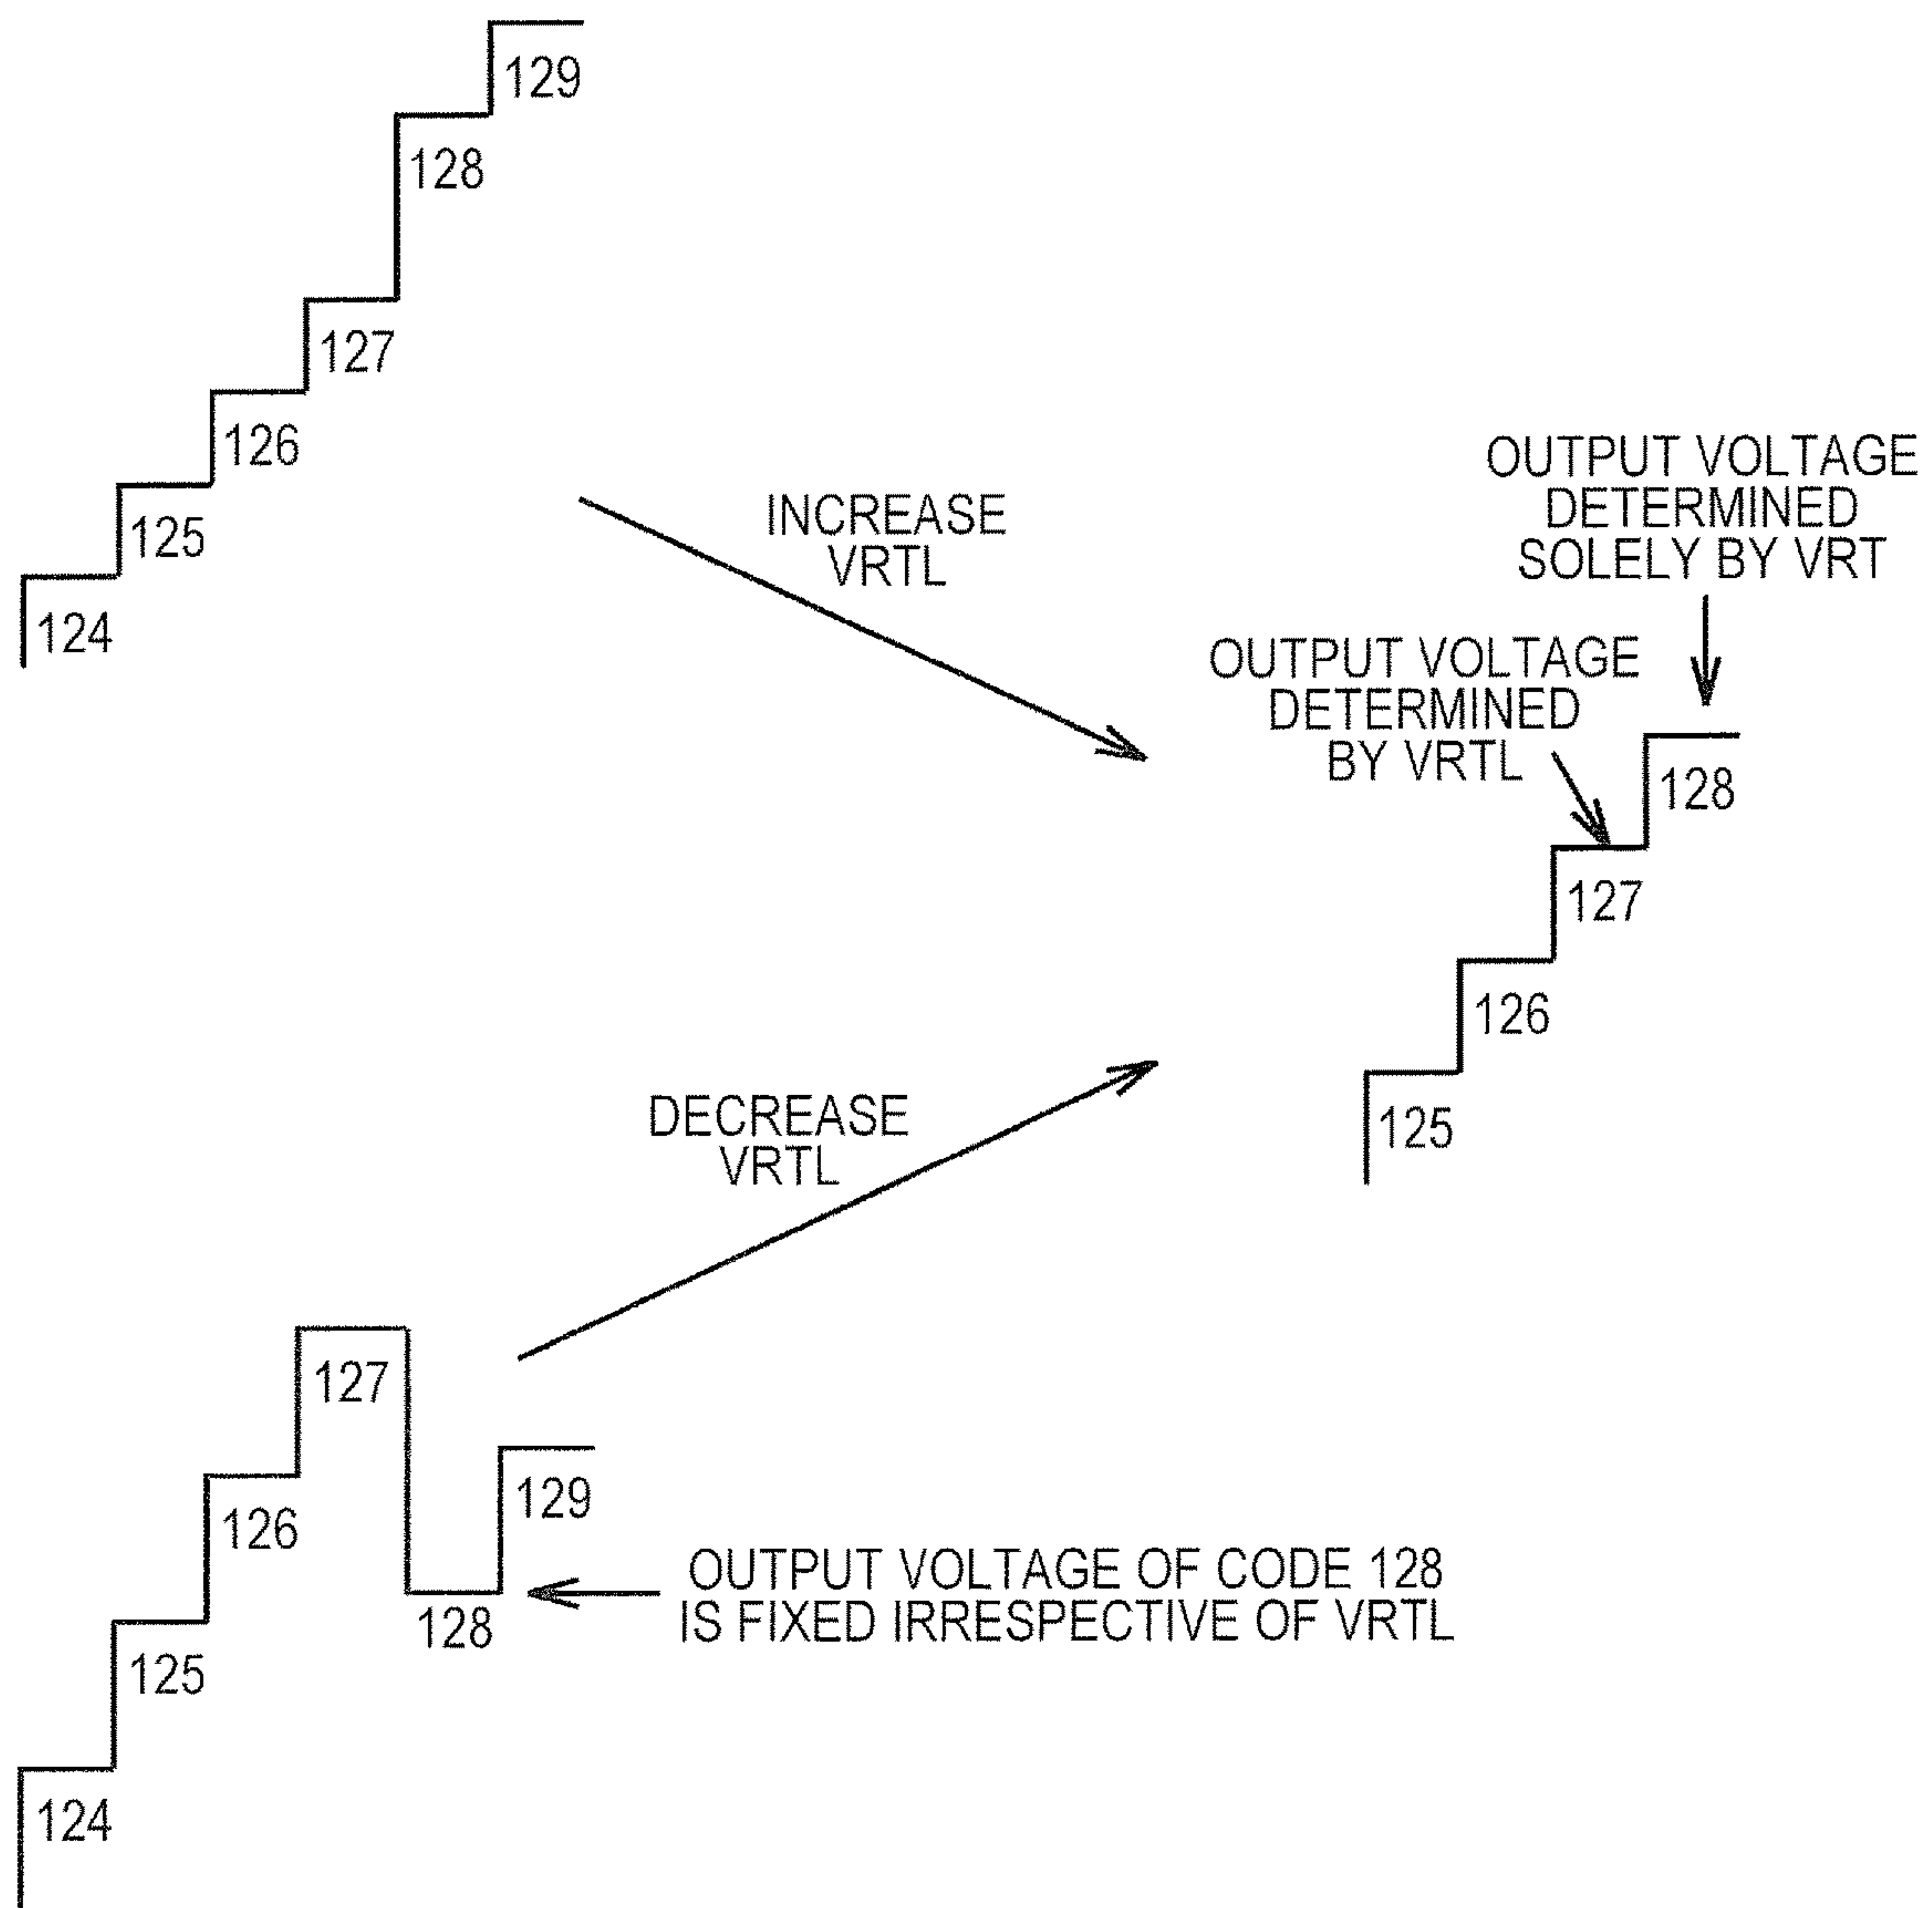 129
128
127
126
125
124
INCREASE
VRTL
OUTPUT VOLTAGE
DETERMINED
SOLELY BY VRT
OUTPUT VOLTAGE
DETERMINED
BY VRTL
128
127
126
125
DECREASE
VRTL
127
129
126
128
125
124
OUTPUT VOLTAGE OF CODE 128
IS FIXED IRRESPECTIVE OF VRTL